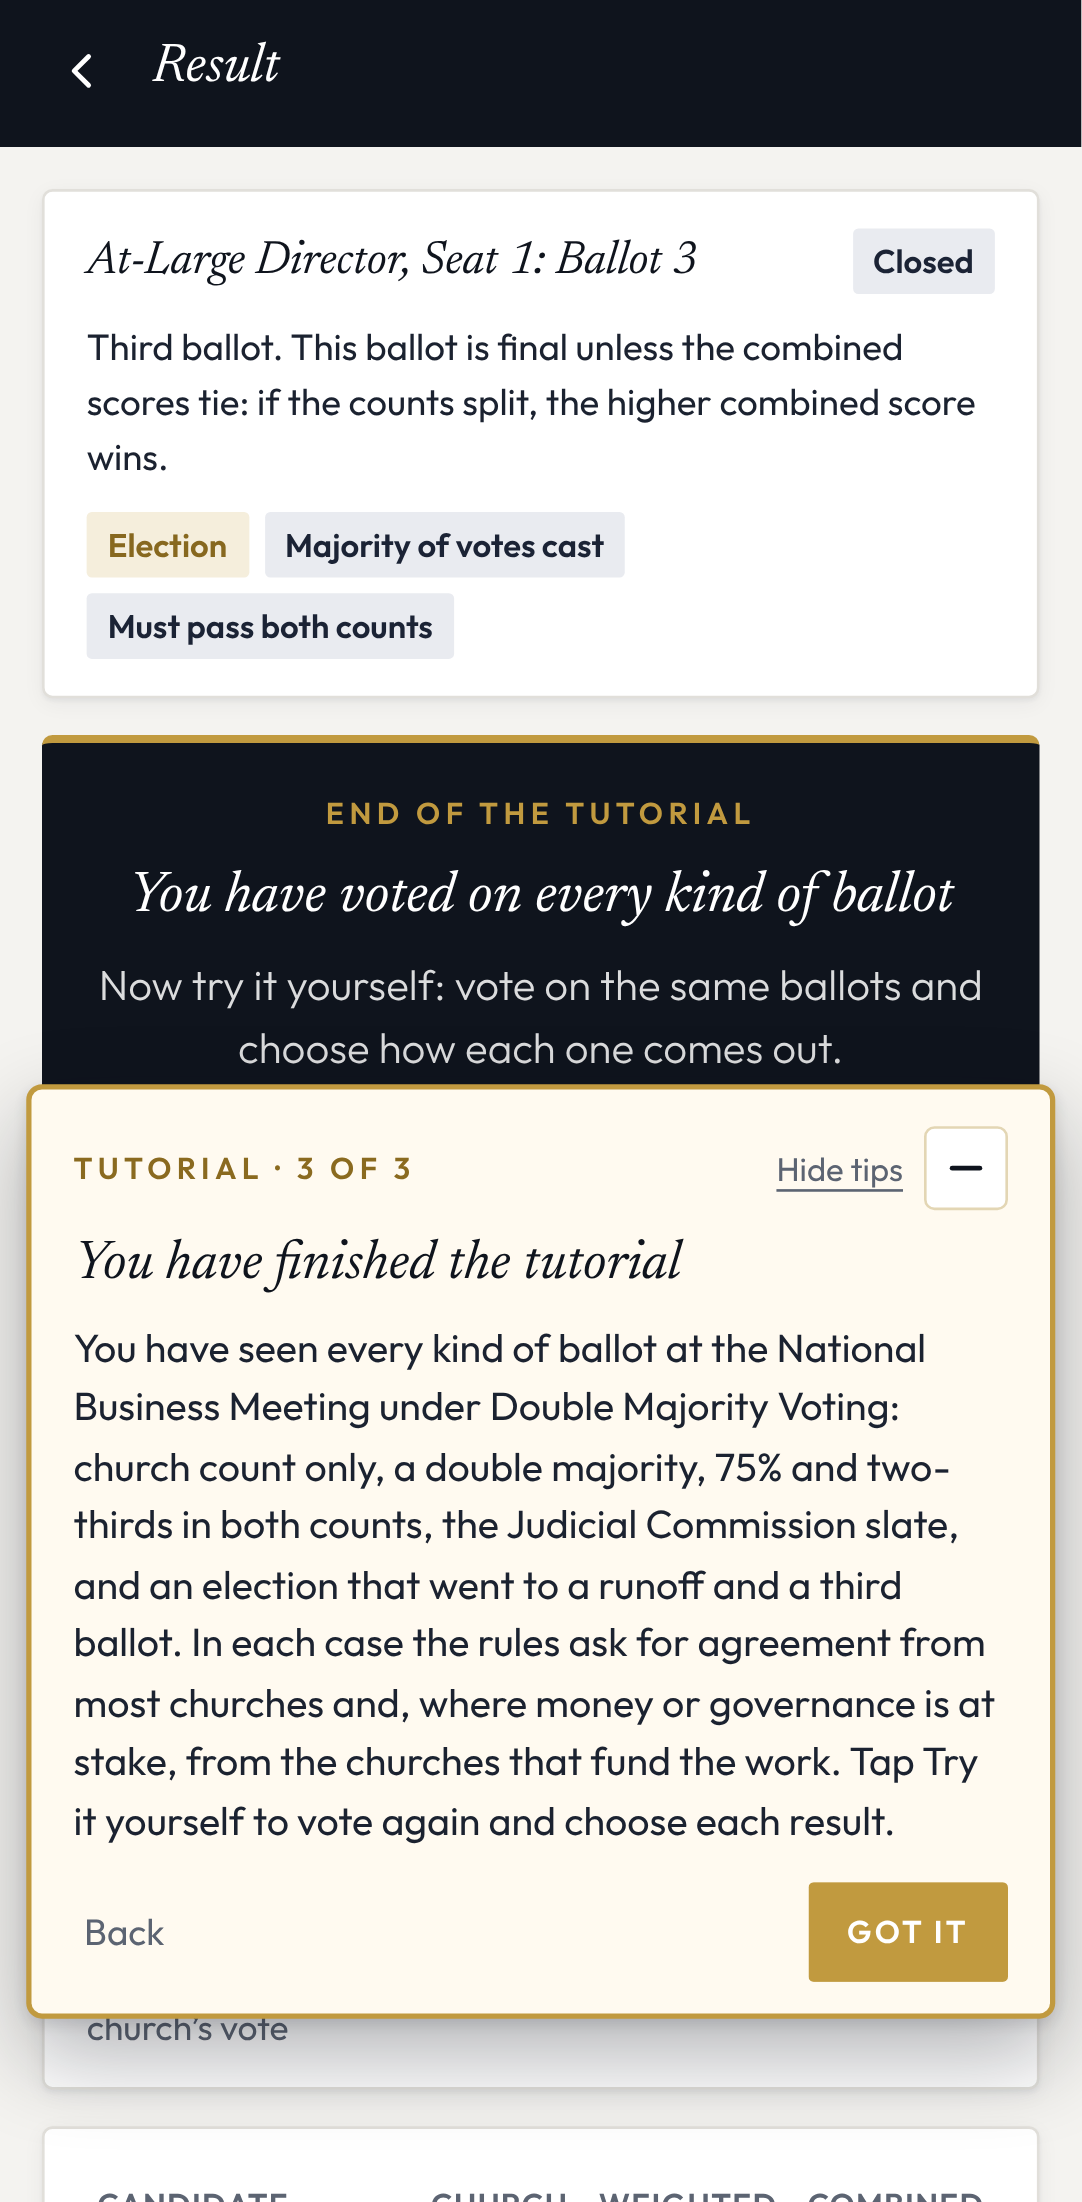 Result
At-Large Director, Seat 1: Ballot 3
Closed
Third ballot. This ballot is final unless the combined
scores tie: if the counts split, the higher combined score
wins.
Election
Majority of votes cast
Must pass both counts
END OF THE TUTORIAL
You have voted on every kind of ballot
Now try it yourself: vote on the same ballots and
choose how each one comes out.
TUTORIAL · 3 OF 3
Hide tips
You have finished the tutorial
You have seen every kind of ballot at the National
Business Meeting under Double Majority Voting:
church count only, a double majority, 75% and two-
thirds in both counts, the Judicial Commission slate,
and an election that went to a runoff and a third
ballot. In each case the rules ask for agreement from
most churches and, where money or governance is at
stake, from the churches that fund the work. Tap Try
it yourself to vote again and choose each result.
Back
GOT IT
church's vote
CANDIDATE CHURCH WEIGHTED COMBINED